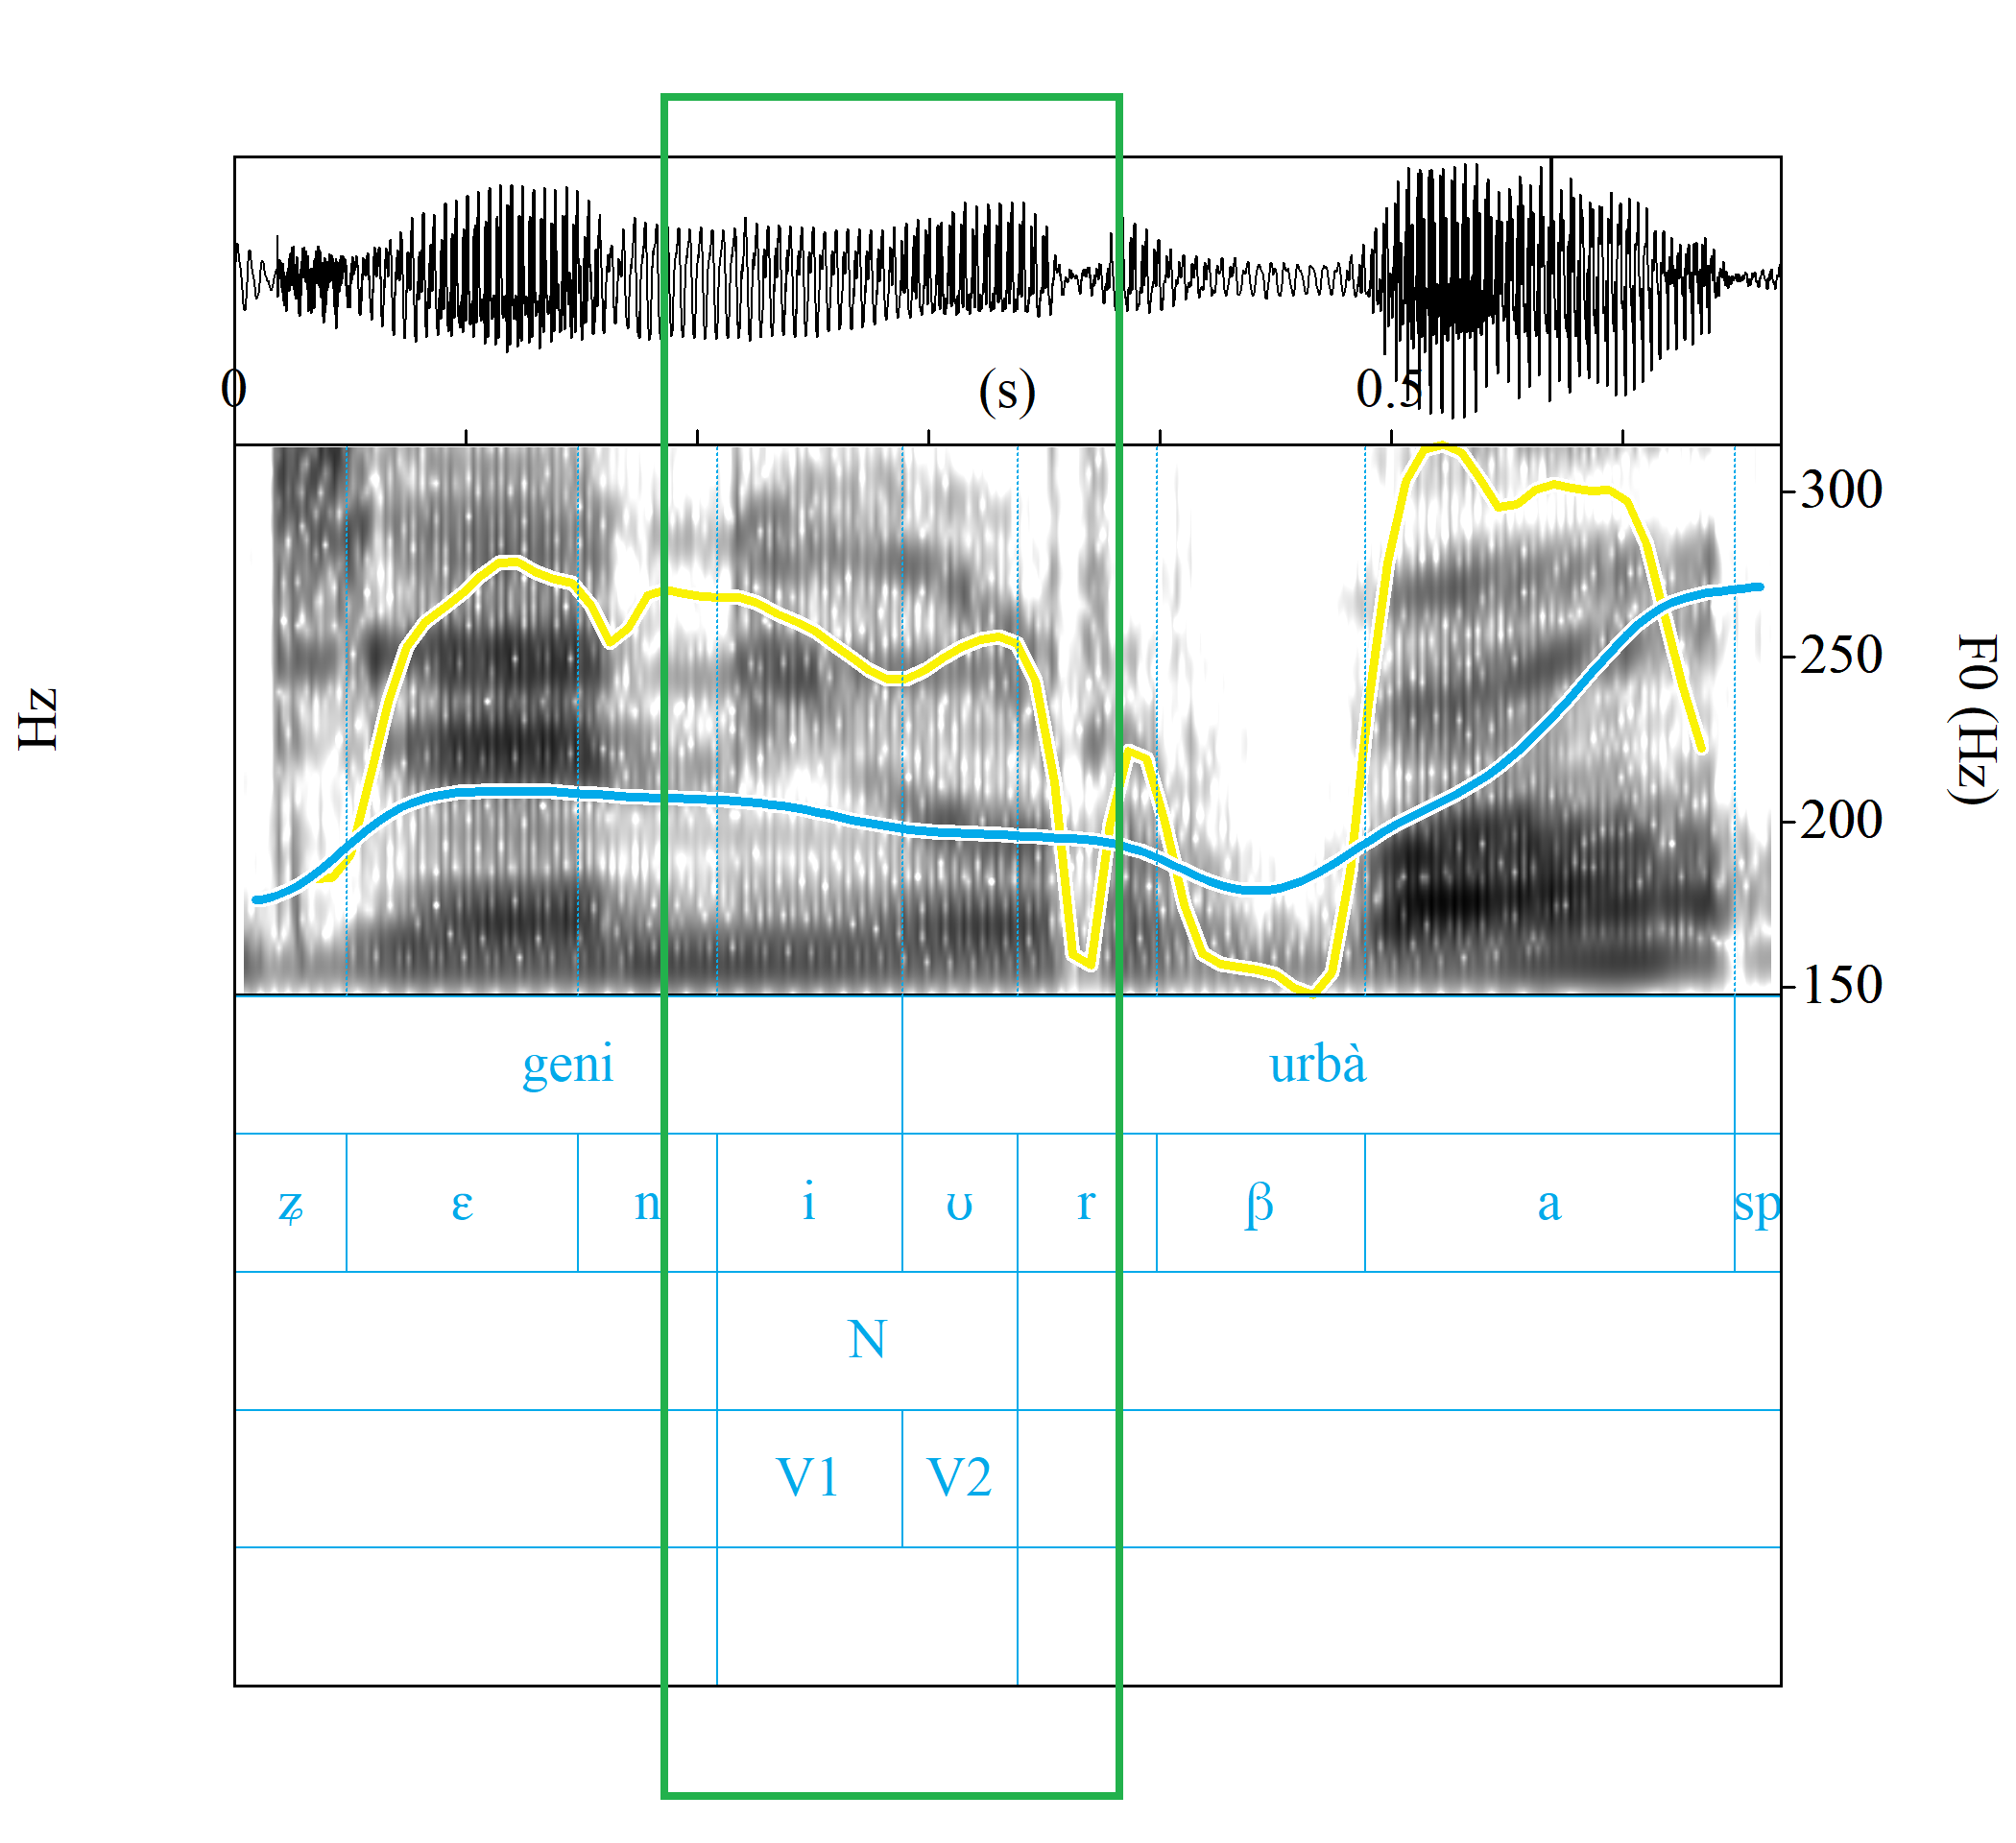 0 (s) 0.5
Hz
300
250
200
150
F0 (Hz)
geni urbà
ʑ ɛ n i ʊ r β a sp
N
V1 V2